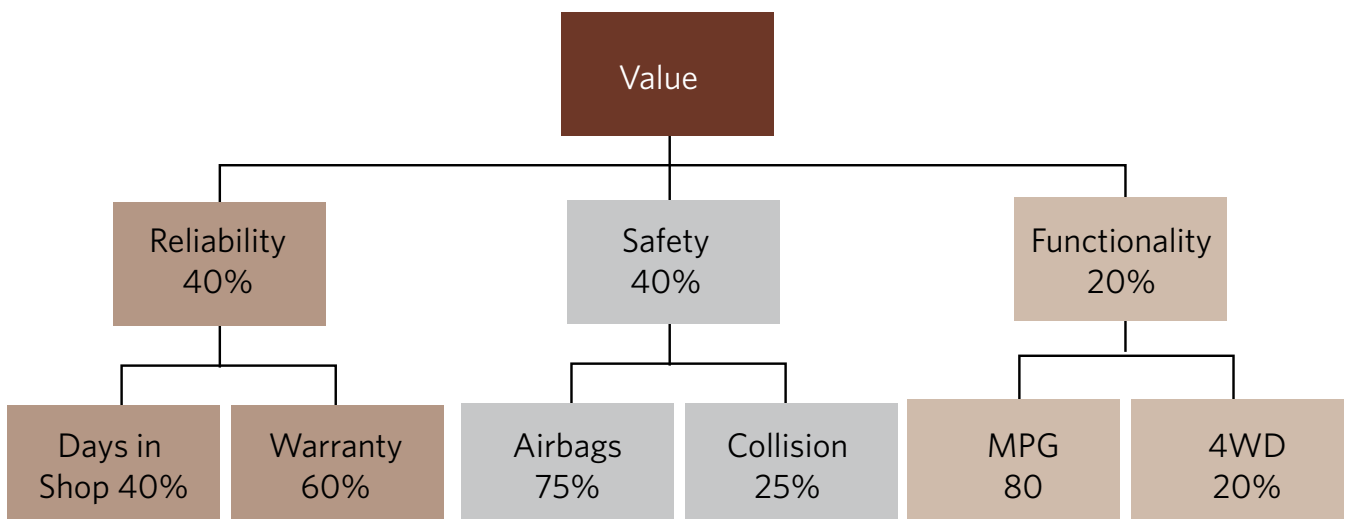 Value
Reliability
40%
Safety
40%
Functionality
20%
Days in
Shop 40%
Warranty
60%
Airbags
75%
Collision
25%
MPG
80
4WD
20%